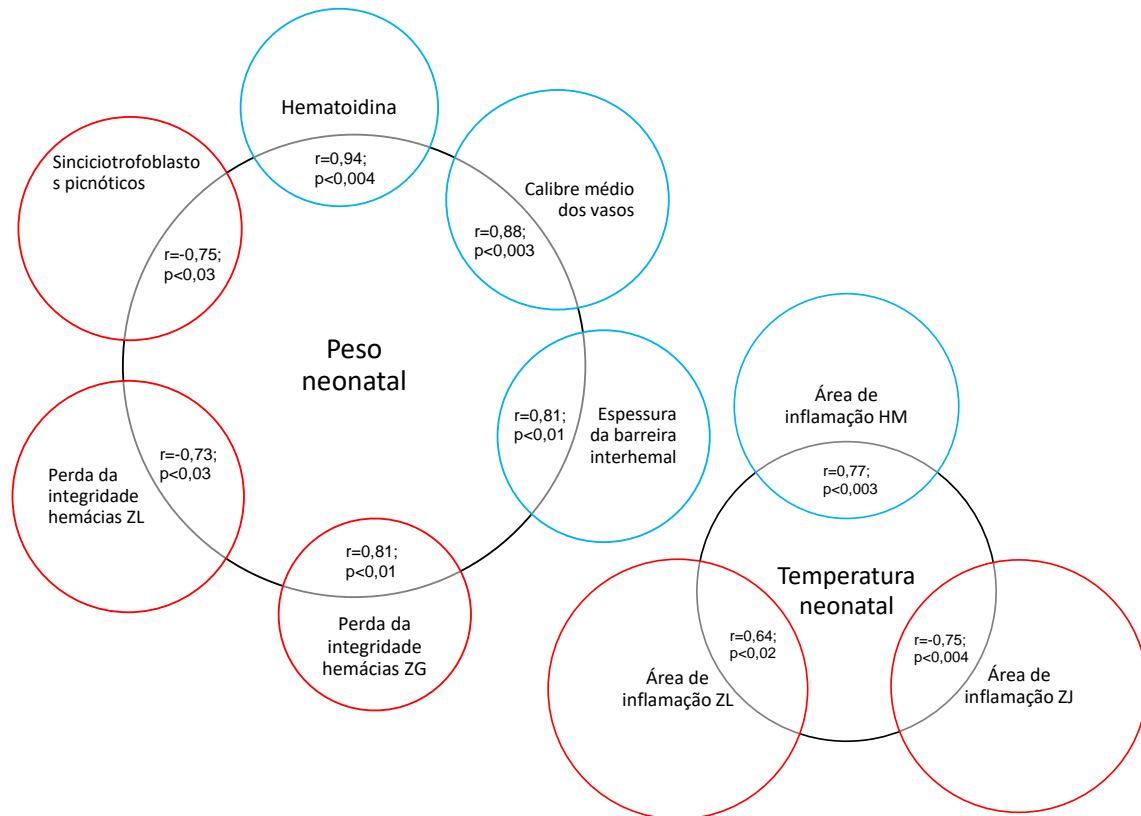 Hematoidina
r=0,94;
p<0,004
Sinciciotrofoblasto
s picnóticos
r=-0,75;
p<0,03
Calibre médio
dos vasos
r=0,88;
p<0,003
Peso
neonatal
Espessura
da barreira
interhemal
r=0,81;
p<0,01
Perda da
integridade
hemácias ZL
r=-0,73;
p<0,03
r=0,81;
p<0,01
Perda da
integridade
hemácias ZG
Área de
inflamação HM
r=0,77;
p<0,003
Temperatura
neonatal
r=0,64;
p<0,02
Área de
inflamação ZL
r=-0,75;
p<0,004
Área de
inflamação ZJ